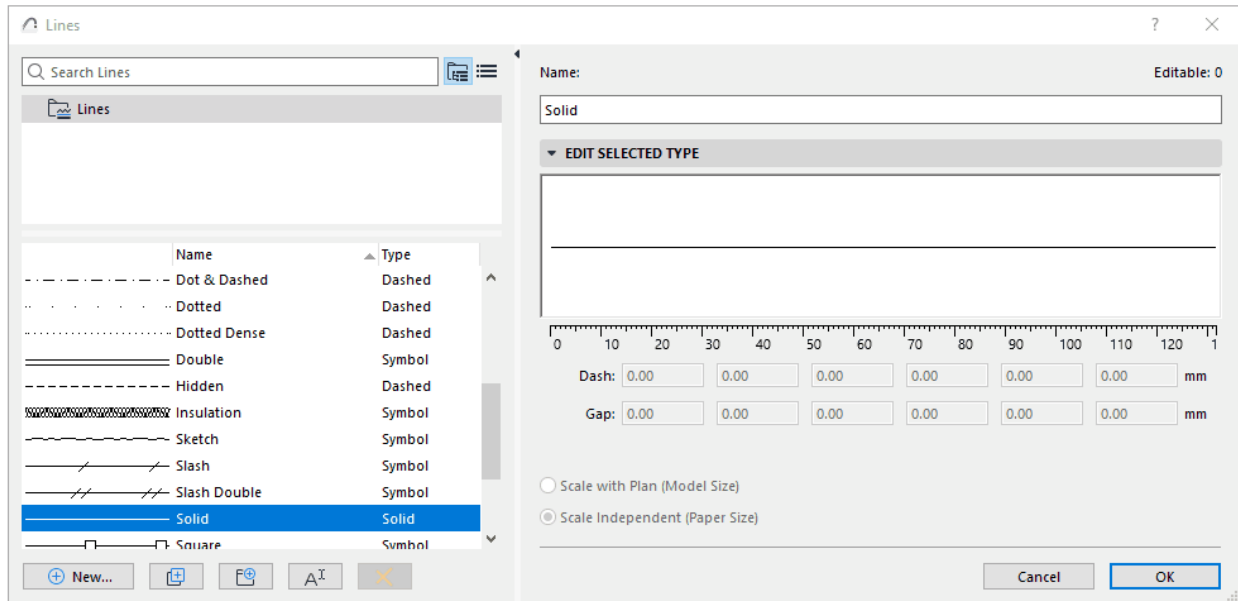 Lines
?
Search Lines
Lines
Name Type
Dot & Dashed Dashed
Dotted Dashed
Dotted Dense Dashed
Double Symbol
Hidden Dashed
Insulation Symbol
Sketch Symbol
Slash Symbol
Slash Double Symbol
Solid Solid
Square Symbol
New...
Name: Editable: 0
Solid
EDIT SELECTED TYPE
0 10 20 30 40 50 60 70 80 90 100 110 120 1
Dash: 0.00 0.00 0.00 0.00 0.00 0.00 mm
Gap: 0.00 0.00 0.00 0.00 0.00 0.00 mm
Scale with Plan (Model Size)
Scale Independent (Paper Size)
Cancel OK